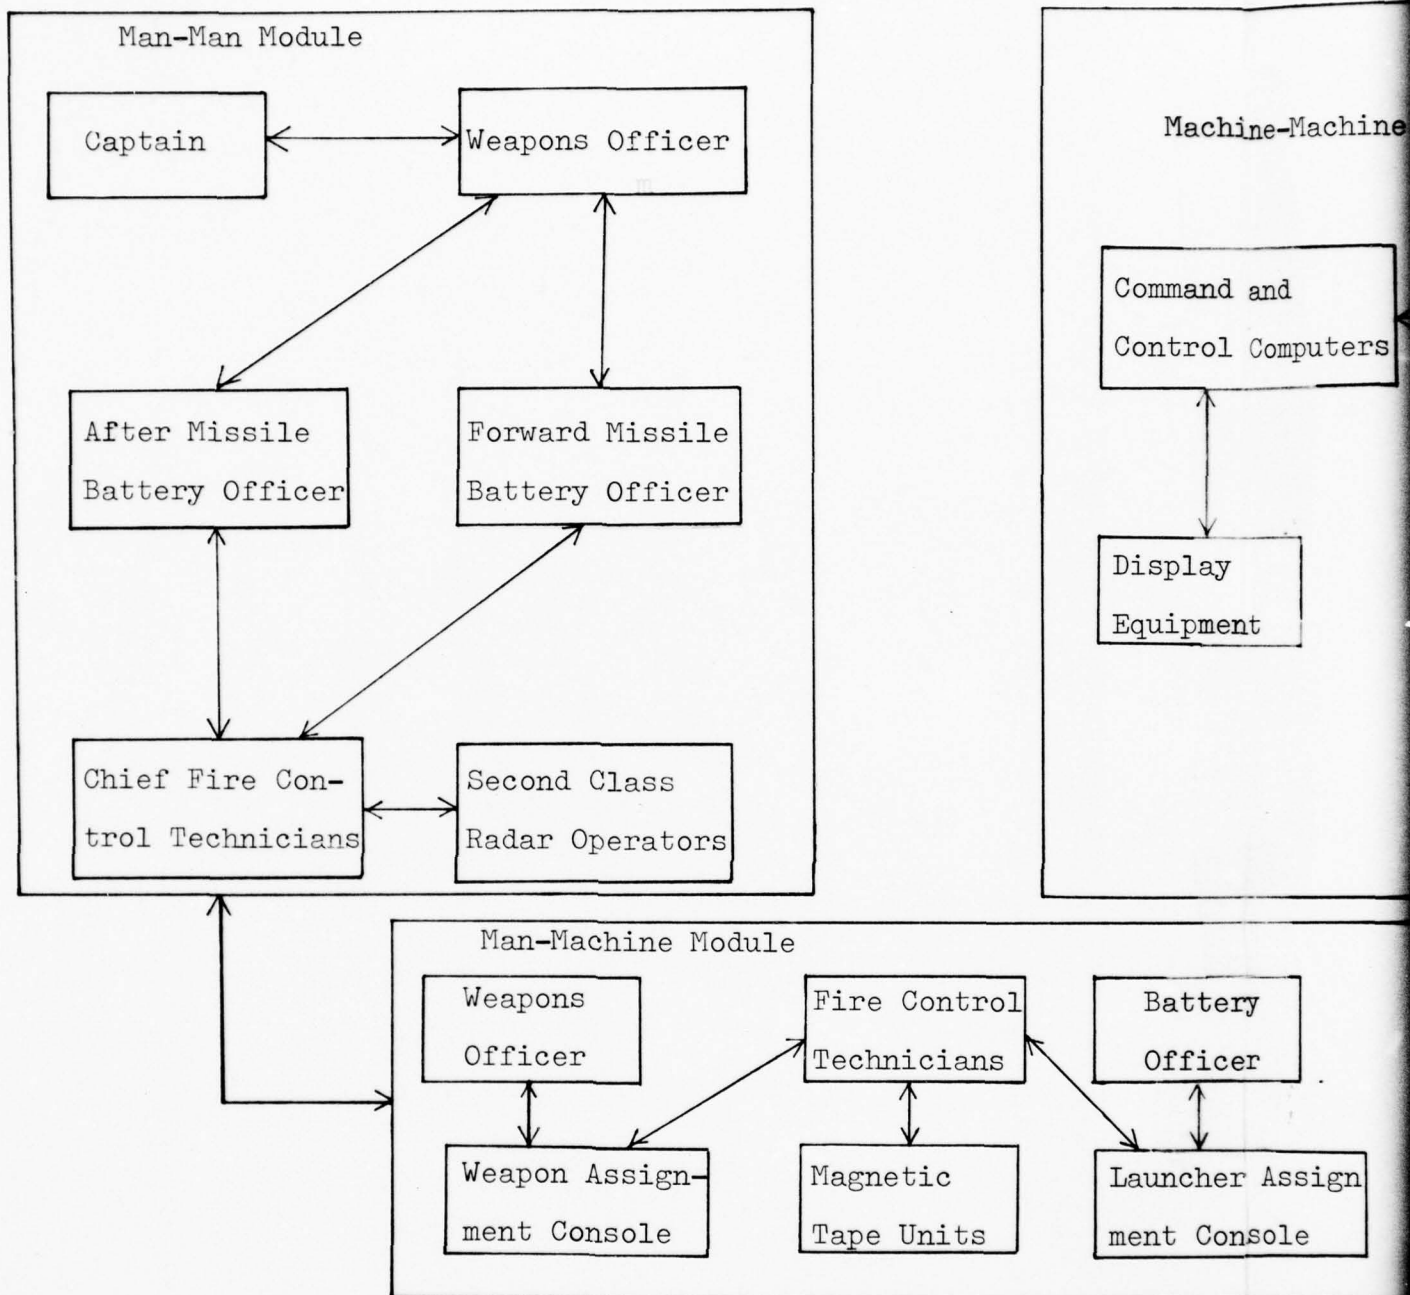 Man-Man Module
Captain
Weapons Officer
After Missile
Battery Officer
Forward Missile
Battery Officer
Chief Fire Con-
trol Technicians
Second Class
Radar Operators
Machine-Machine
Command and
Control Computers
Display
Equipment
Man-Machine Module
Weapons
Officer
Fire Control
Technicians
Battery
Officer
Weapon Assign-
ment Console
Magnetic
Tape Units
Launcher Assign
ment Console